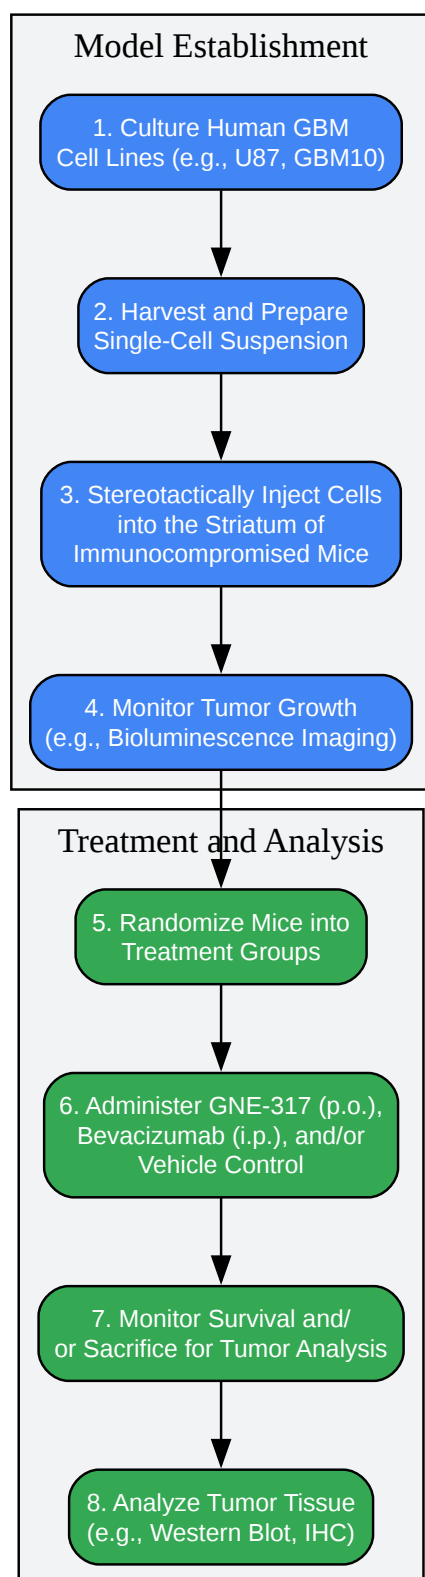 Model Establishment
1. Culture Human GBM
Cell Lines (e.g., U87, GBM10)
2. Harvest and Prepare
Single-Cell Suspension
3. Stereotactically Inject Cells
into the Striatum of
Immunocompromised Mice
4. Monitor Tumor Growth
(e.g., Bioluminescence Imaging)
Treatment and Analysis
5. Randomize Mice into
Treatment Groups
6. Administer GNE-317 (p.o.),
Bevacizumab (i.p.), and/or
Vehicle Control
7. Monitor Survival and/
or Sacrifice for Tumor Analysis
8. Analyze Tumor Tissue
(e.g., Western Blot, IHC)